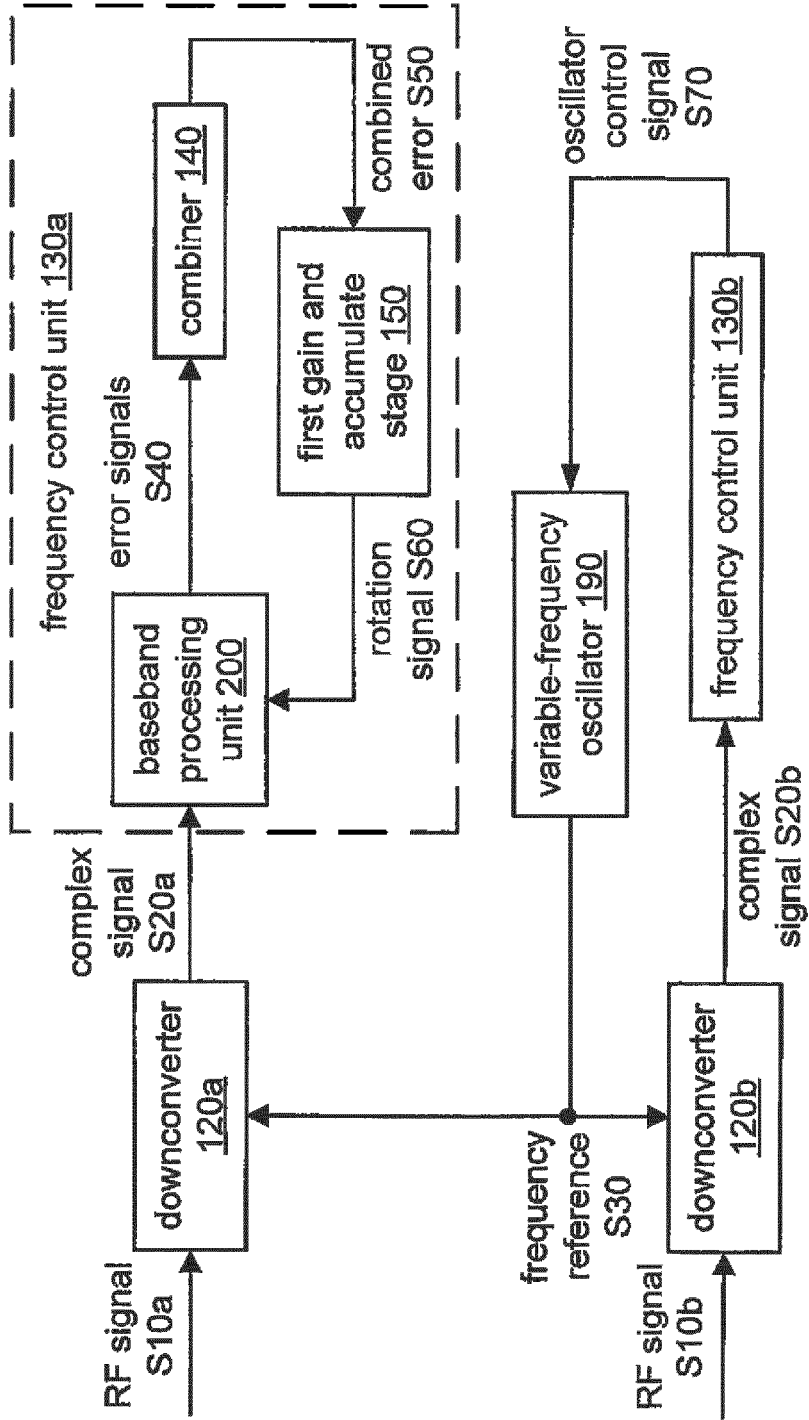 frequency control unit 130a
RF signal
S10a
downconverter
120a
complex
signal
S20a
baseband
processing
unit 200
error signals
S40
combiner 140
combined
error S50
first gain and
accumulate
stage 150
rotation
signal S60
frequency
reference
S30
variable-frequency
oscillator 190
oscillator
control
signal
S70
RF signal
S10b
downconverter
120b
complex
signal S20b
frequency control unit 130b